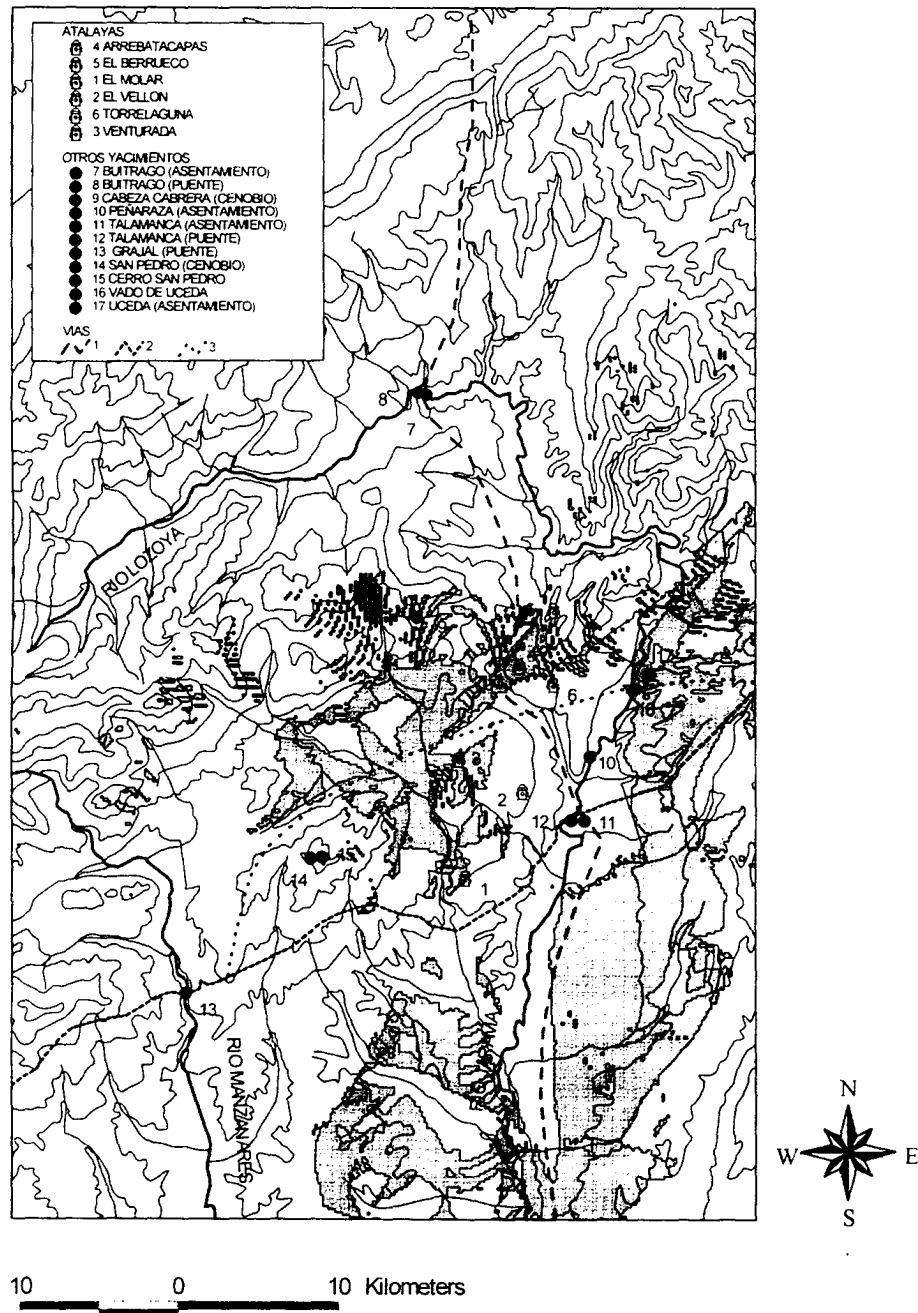 ATALAYAS
4 ARREBATACAPAS
5 EL BERRUECO
1 EL MOLAR
2 EL VELLON
6 TORRELAGUNA
3 VENTURADA
OTROS YACIMIENTOS
7 BUITRAGO (ASENTAMIENTO)
8 BUITRAGO (PUENTE)
9 CABEZA CABRERA (CENOBIO)
10 PEÑARAZA (ASENTAMIENTO)
11 TALAMANCA (ASENTAMIENTO)
12 TALAMANCA (PUENTE)
13 GRAJAL (PUENTE)
14 SAN PEDRO (CENOBIO)
15 CERRO SAN PEDRO
16 VADO DE UCEDA
17 UCEDA (ASENTAMIENTO)
VIAS
1 2 3
8
7
RIO LOZOYA
6
10
2
12 11
14
1
13
RIO MANZANARES
N
W E
S
10 0 10 Kilometers